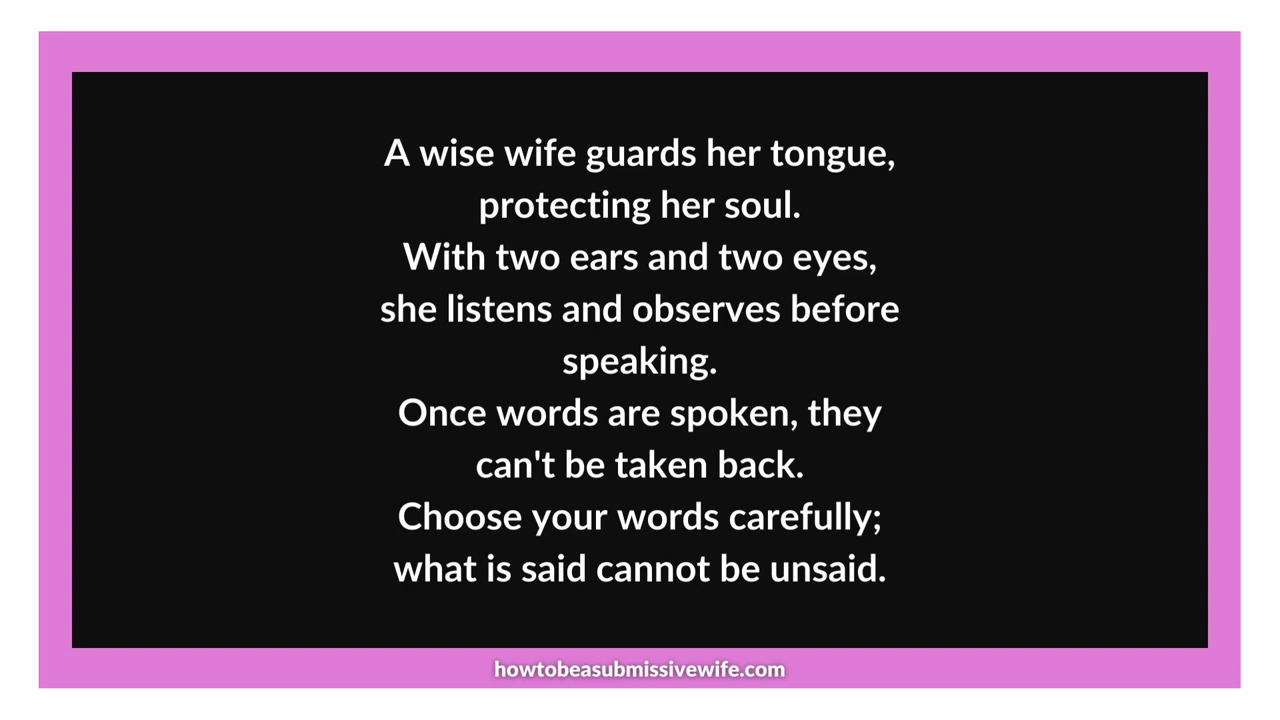 A wise wife guards her tongue,
protecting her soul.
With two ears and two eyes,
she listens and observes before
speaking.
Once words are spoken, they
can't be taken back.
Choose your words carefully;
what is said cannot be unsaid.
howtobeasubmissivewife.com